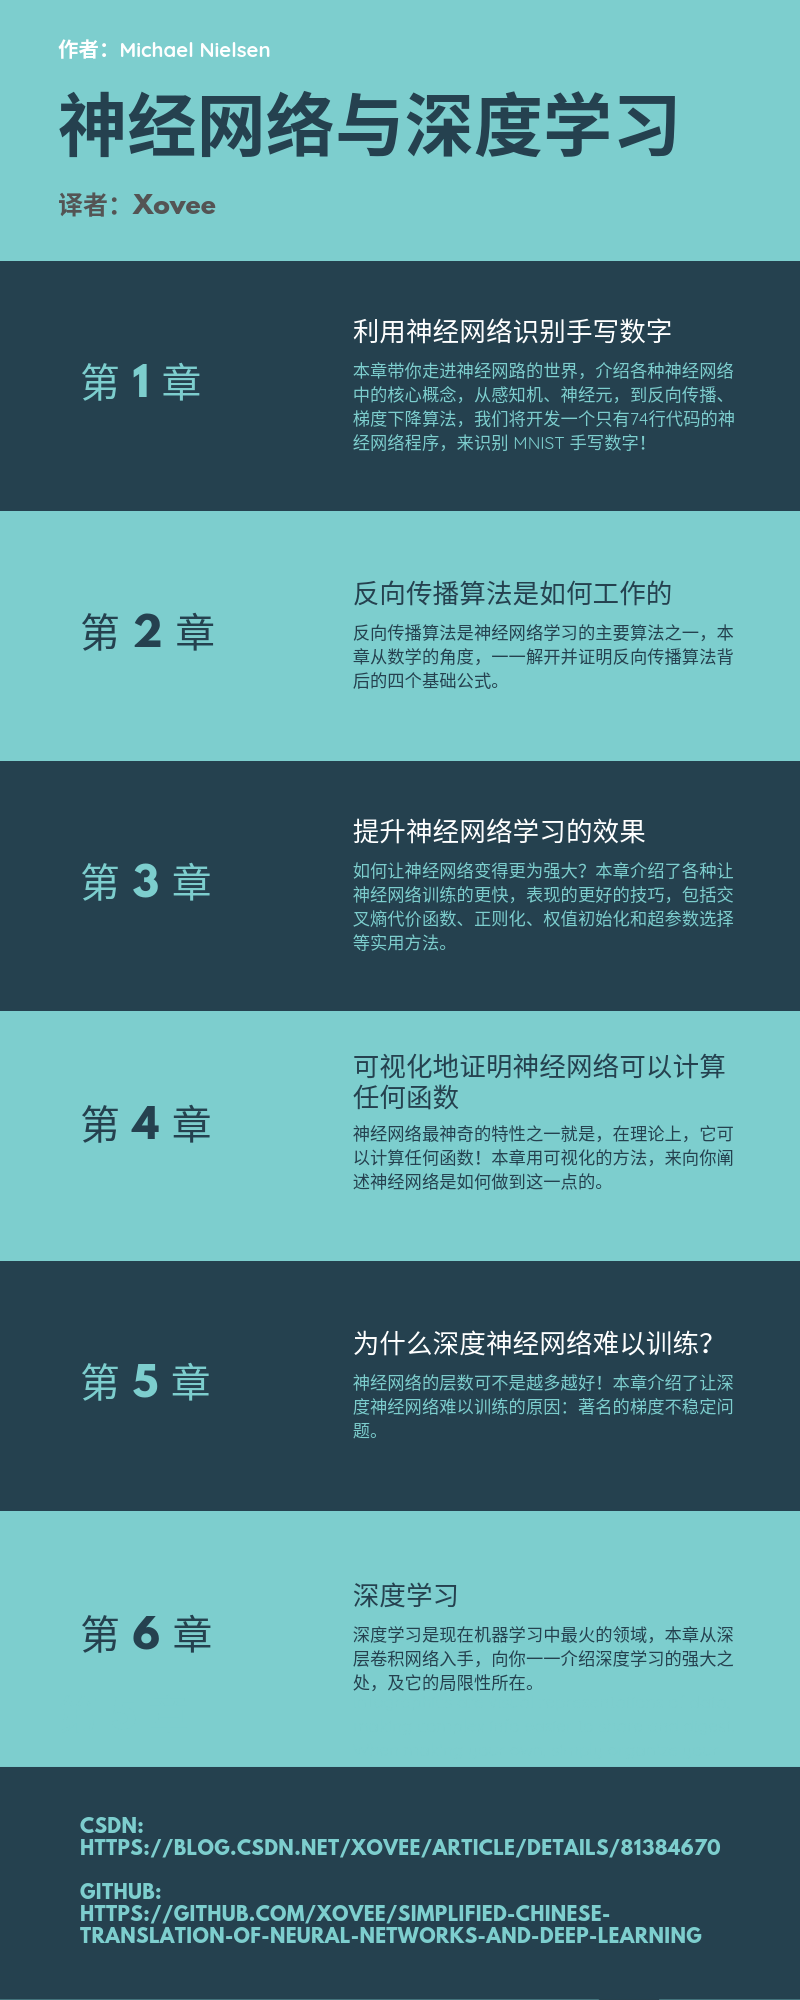 作者：Michael Nielsen
神经网络与深度学习
译者：Xovee
第 1 章
利用神经网络识别手写数字
本章带你走进神经网路的世界，介绍各种神经网络
中的核心概念，从感知机、神经元，到反向传播、
梯度下降算法，我们将开发一个只有74行代码的神
经网络程序，来识别 MNIST 手写数字！
第 2 章
反向传播算法是如何工作的
反向传播算法是神经网络学习的主要算法之一，本
章从数学的角度，一一解开并证明反向传播算法背
后的四个基础公式。
第 3 章
提升神经网络学习的效果
如何让神经网络变得更为强大？本章介绍了各种让
神经网络训练的更快，表现的更好的技巧，包括交
叉熵代价函数、正则化、权值初始化和超参数选择
等实用方法。
第 4 章
可视化地证明神经网络可以计算
任何函数
神经网络最神奇的特性之一就是，在理论上，它可
以计算任何函数！本章用可视化的方法，来向你阐
述神经网络是如何做到这一点的。
第 5 章
为什么深度神经网络难以训练？
神经网络的层数可不是越多越好！本章介绍了让深
度神经网络难以训练的原因：著名的梯度不稳定问
题。
第 6 章
深度学习
深度学习是现在机器学习中最火的领域，本章从深
层卷积网络入手，向你一一介绍深度学习的强大之
处，及它的局限性所在。
CSDN:
HTTPS://BLOG.CSDN.NET/XOVEE/ARTICLE/DETAILS/81384670
GITHUB:
HTTPS://GITHUB.COM/XOVEE/SIMPLIFIED-CHINESE-
TRANSLATION-OF-NEURAL-NETWORKS-AND-DEEP-LEARNING